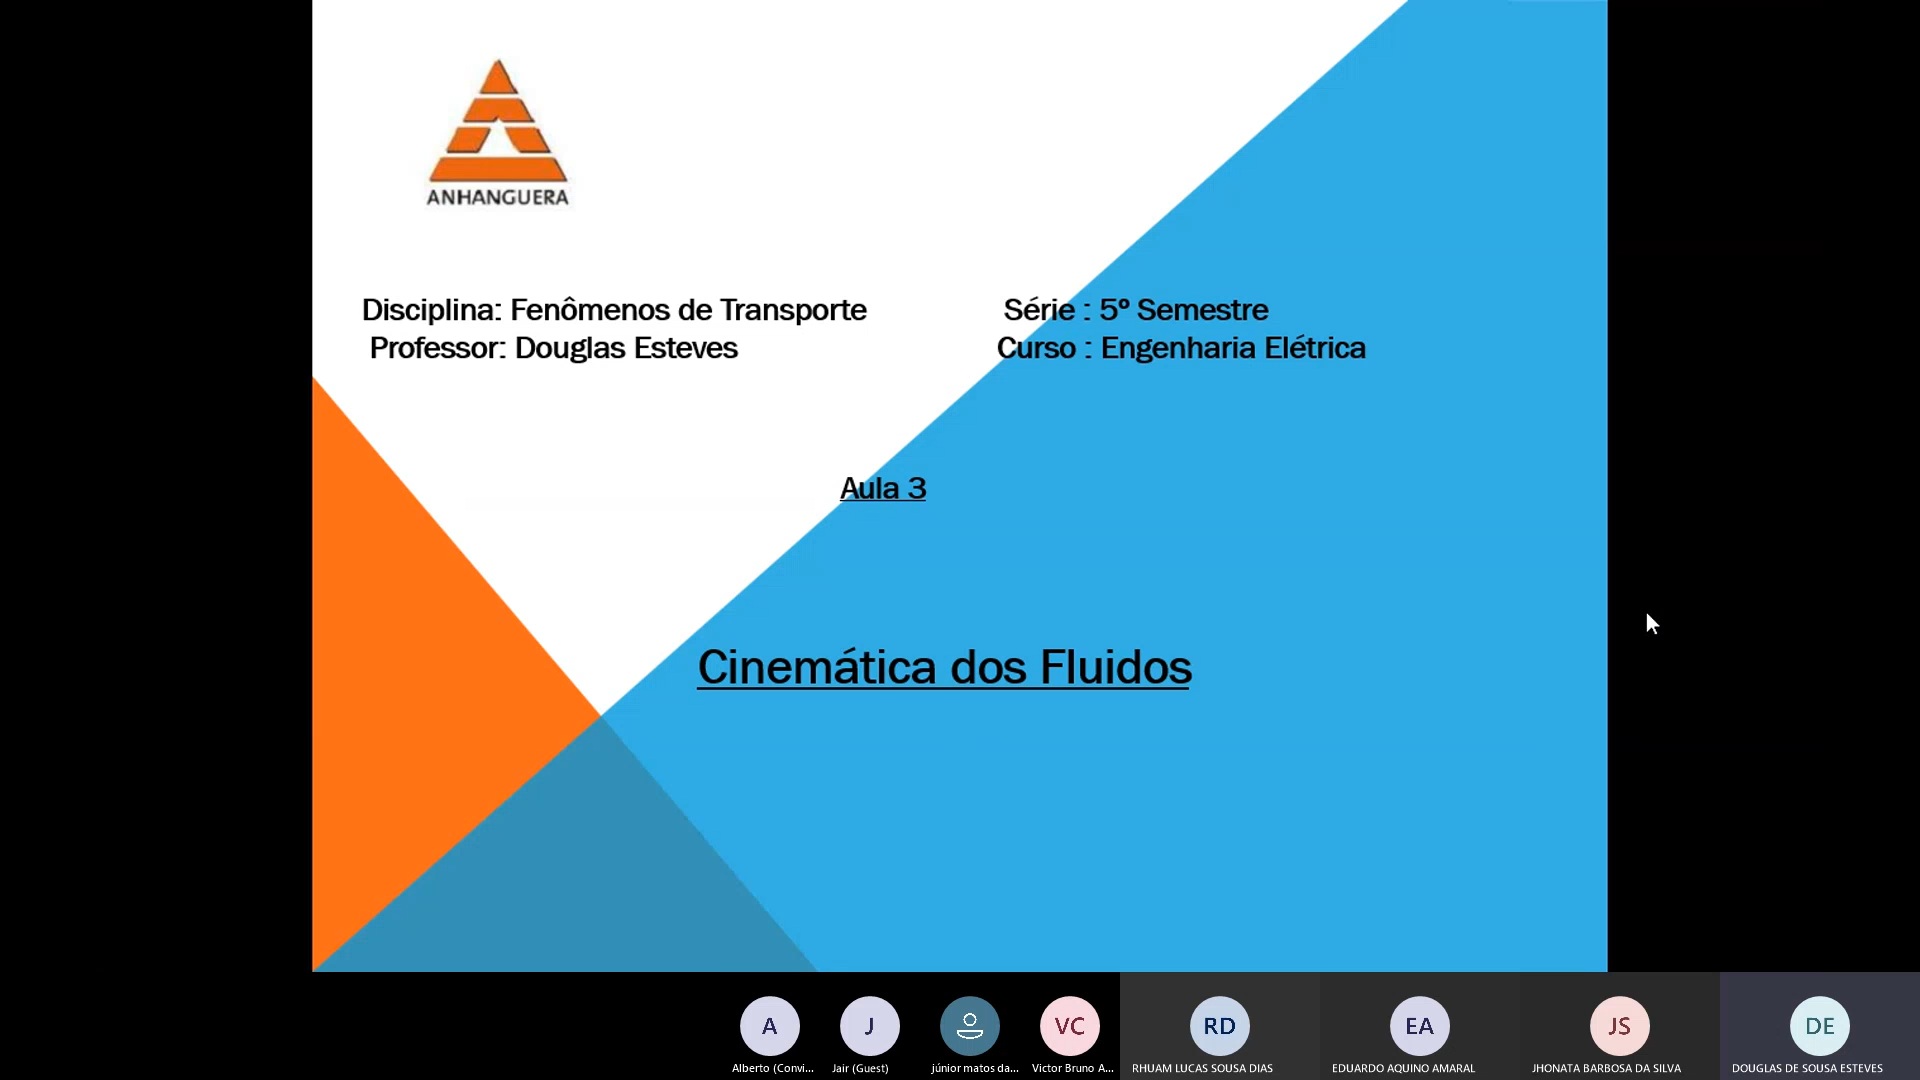 ANHANGUERA
Disciplina: Fenômenos de Transporte Série : 5º Semestre
Professor: Douglas Esteves Curso : Engenharia Elétrica
Aula 3
Cinemática dos Fluidos
A J VC RD EA JS DE
Alberto (Convi... Jair (Guest) júnior matos da... Victor Bruno A... RHUAM LUCAS SOUSA DIAS EDUARDO AQUINO AMARAL JHONATA BARBOSA DA SILVA DOUGLAS DE SOUSA ESTEVES